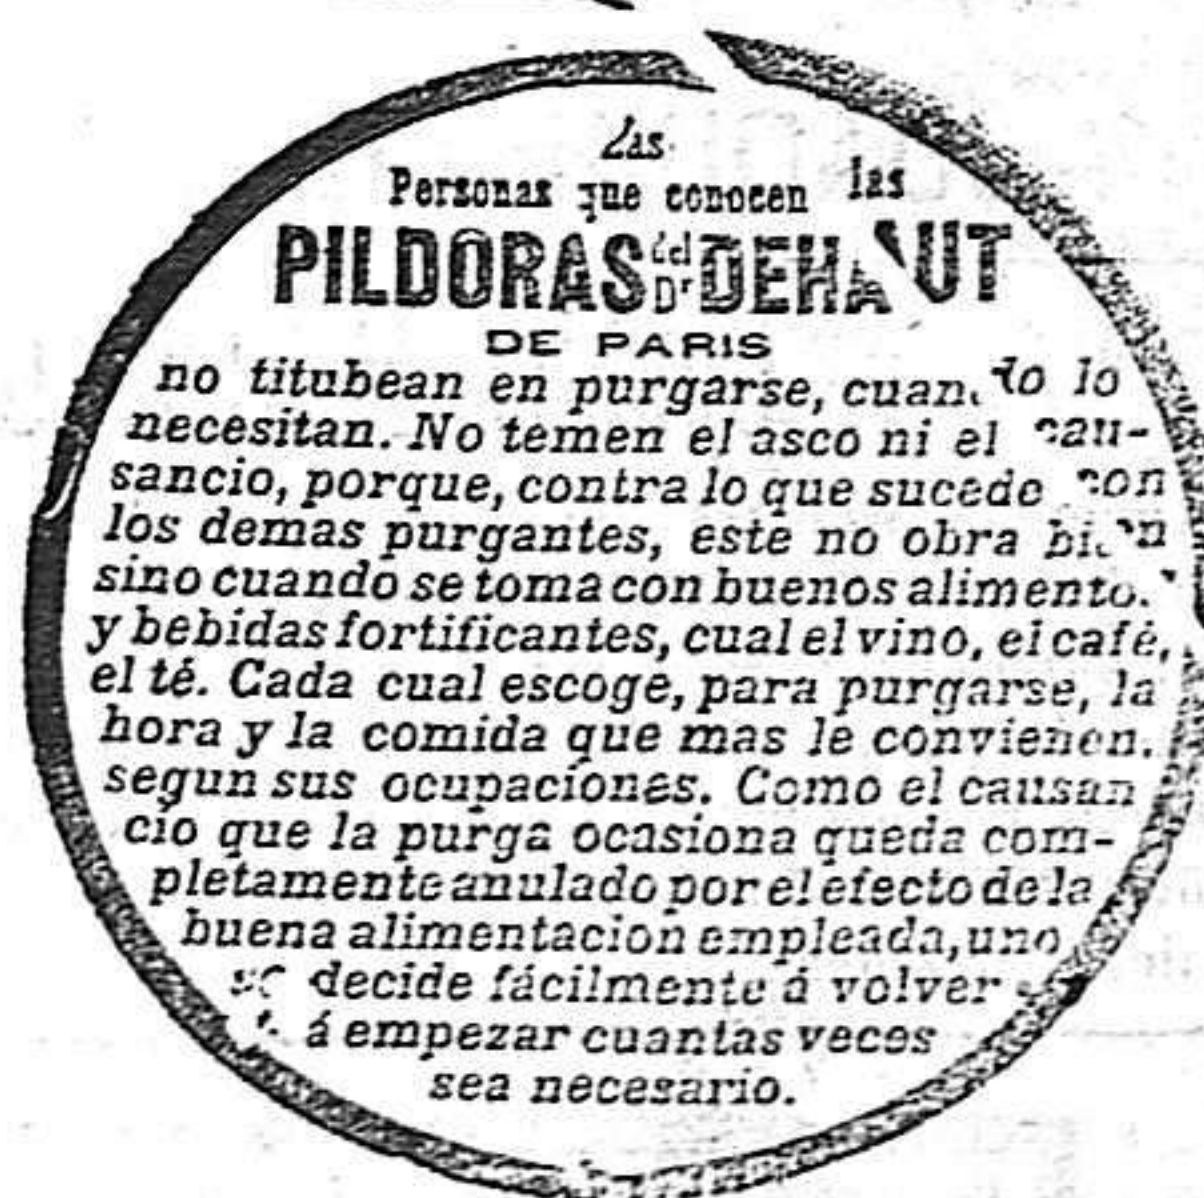 Las
Personas que conocen las
PILDORAS del Dr DEHAUT
DE PARIS
no titubean en purgarse, cuando lo
necesitan. No temen el asco ni el cau-
sancio, porque, contra lo que sucede con
los demas purgantes, este no obra bien
sino cuando se toma con buenos alimentos
y bebidas fortificantes, cual el vino, el café,
el té. Cada cual escoge, para purgarse, la
hora y la comida que mas le convienen,
segun sus ocupaciones. Como el causan
cio que la purga ocasiona queda com-
pletamente anulado por el efecto de la
buena alimentacion empleada, uno
se decide fácilmente á volver
á empezar cuantas veces
sea necesario.